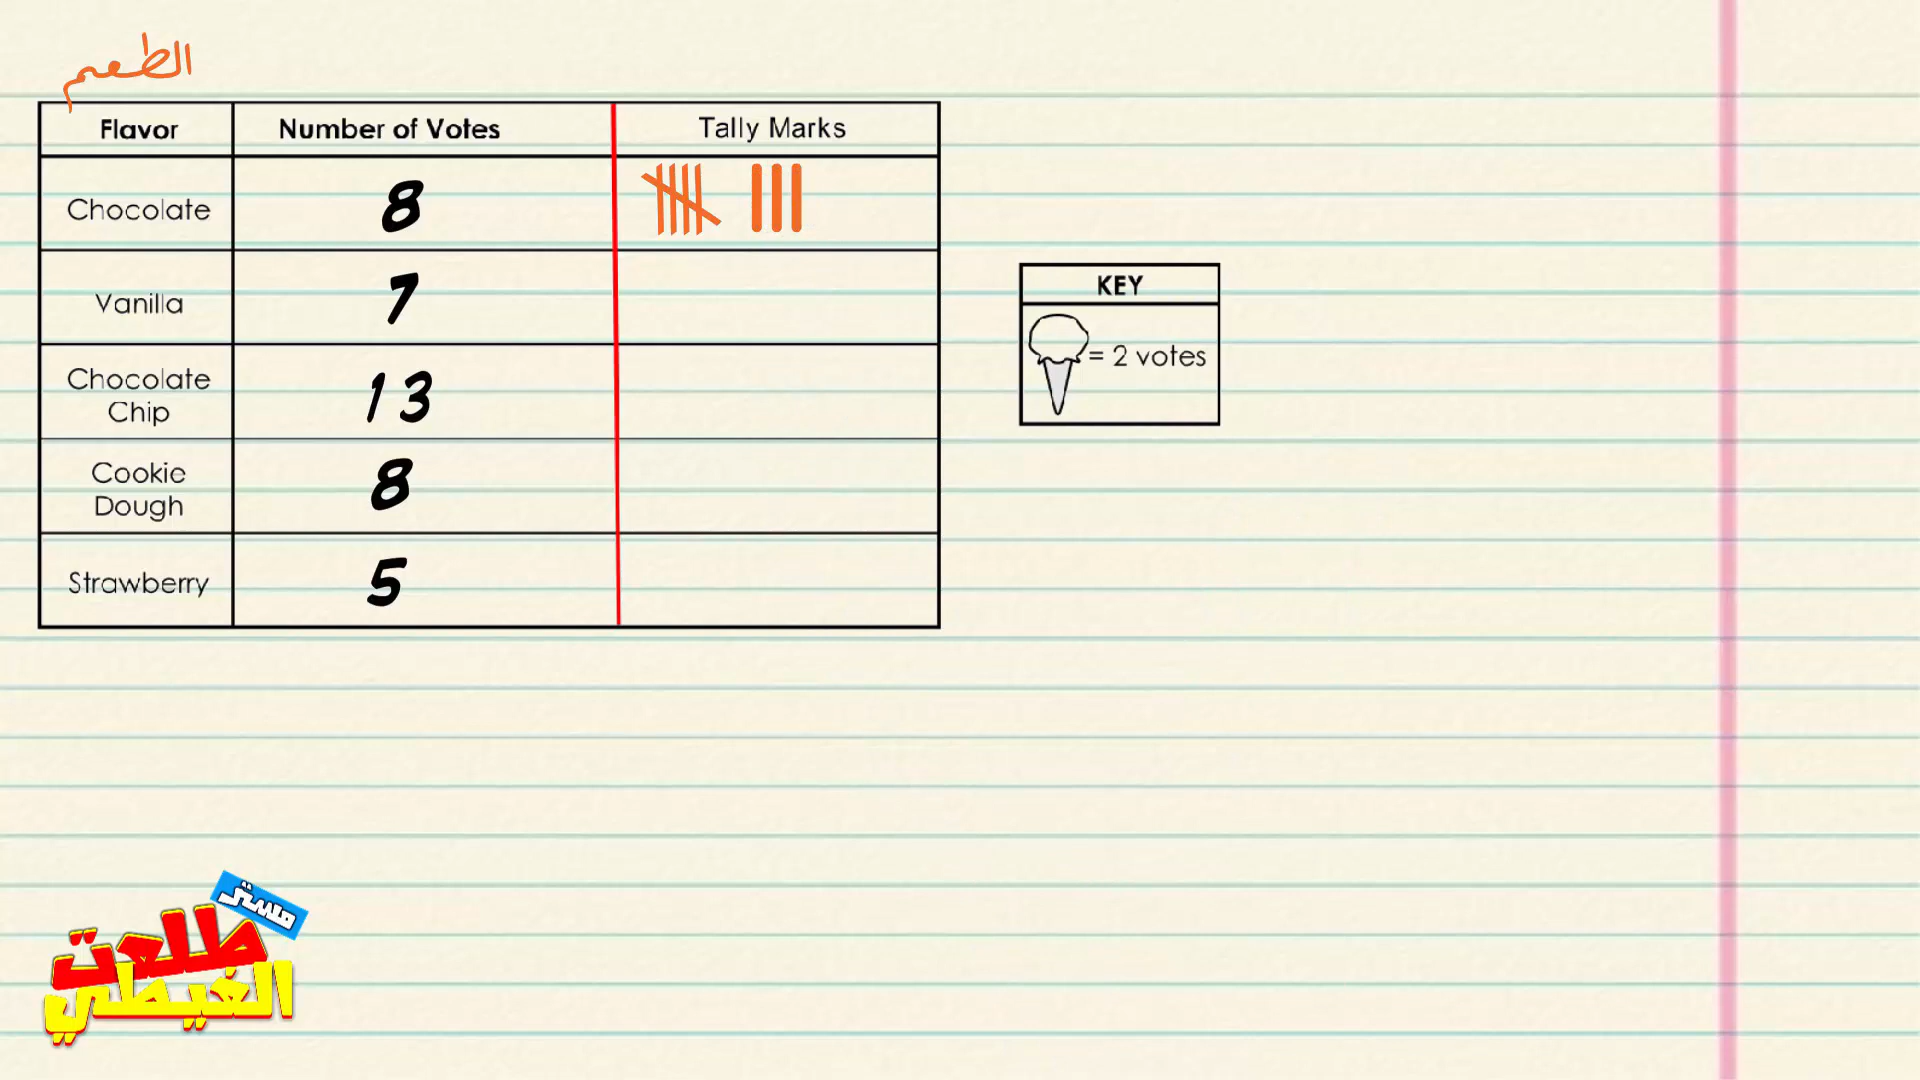 الطعم
Flavor Number of Votes Tally Marks
Chocolate 8
Vanilla 7
Chocolate
Chip 13
Cookie
Dough 8
Strawberry 5
KEY
= 2 votes
مستر
طلعت
الغيطي